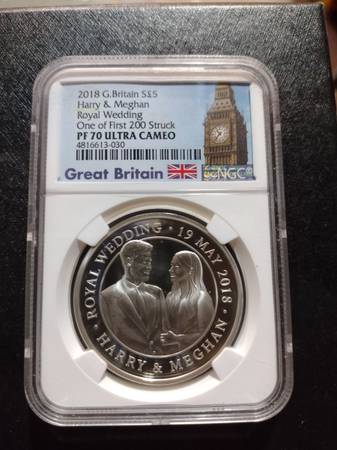 2018 G.Britain S£5
Harry & Meghan
Royal Wedding
One of First 200 Struck
PF 70 ULTRA CAMEO
4816613-030
Great Britain
NGC
ROYAL WEDDING · 19 MAY 2018 ·
HARRY & MEGHAN